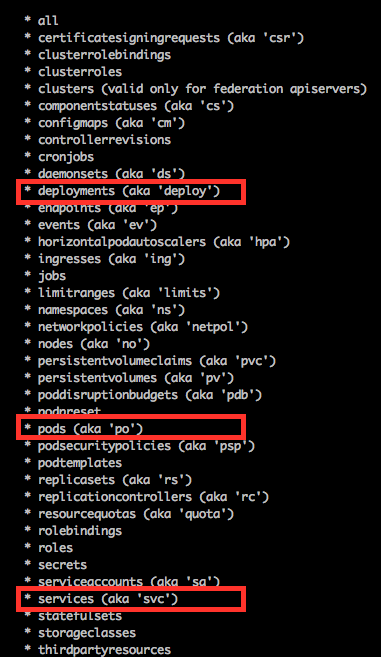 * all
* certificatesigningrequests (aka 'csr')
* clusterrolebindings
* clusterroles
* clusters (valid only for federation apiservers)
* componentstatuses (aka 'cs')
* configmaps (aka 'cm')
* controllerrevisions
* cronjobs
* daemonsets (aka 'ds')
* deployments (aka 'deploy')
* endpoints (aka 'ep')
* events (aka 'ev')
* horizontalpodautoscalers (aka 'hpa')
* ingresses (aka 'ing')
* jobs
* limitranges (aka 'limits')
* namespaces (aka 'ns')
* networkpolicies (aka 'netpol')
* nodes (aka 'no')
* persistentvolumeclaims (aka 'pvc')
* persistentvolumes (aka 'pv')
* poddisruptionbudgets (aka 'pdb')
* podpreset
* pods (aka 'po')
* podsecuritypolicies (aka 'psp')
* podtemplates
* replicasets (aka 'rs')
* replicationcontrollers (aka 'rc')
* resourcequotas (aka 'quota')
* rolebindings
* roles
* secrets
* serviceaccounts (aka 'sa')
* services (aka 'svc')
* statefulsets
* storageclasses
* thirdpartyresources